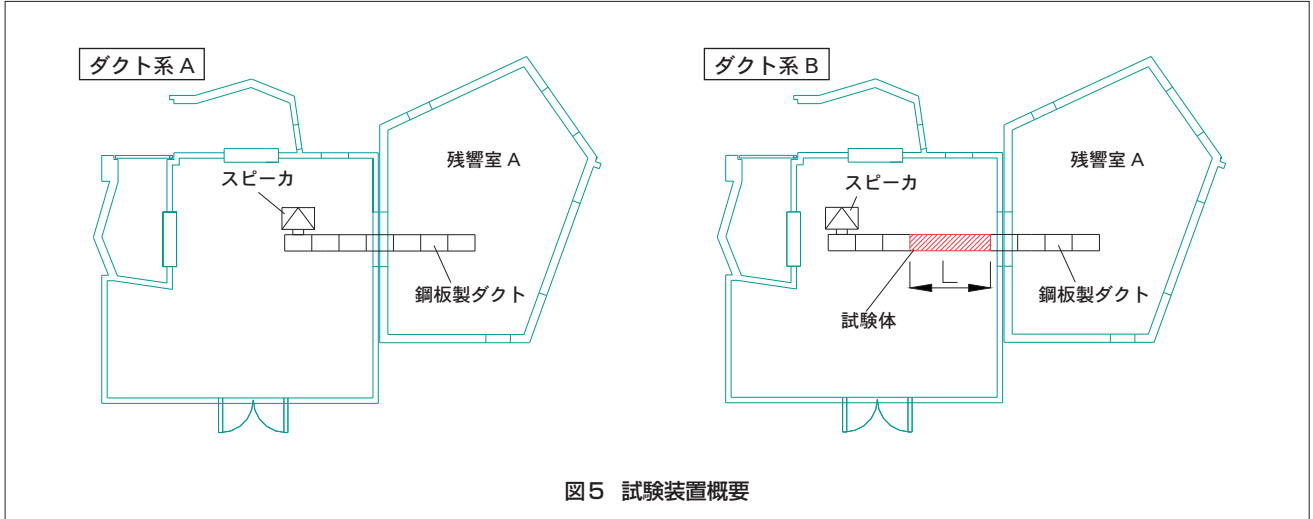 ダクト系 A
残響室 A
スピーカ
鋼板製ダクト
ダクト系 B
残響室 A
スピーカ
L
鋼板製ダクト
試験体
図5 試験装置概要